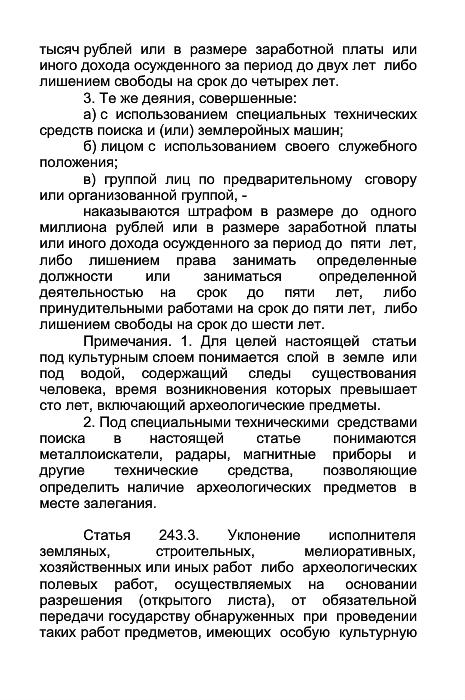 тысяч рублей или в размере заработной платы или
иного дохода осужденного за период до двух лет либо
лишением свободы на срок до четырех лет.
3. Те же деяния, совершенные:
а) с использованием специальных технических
средств поиска и (или) землеройных машин;
б) лицом с использованием своего служебного
положения;
в) группой лиц по предварительному сговору
или организованной группой, -
наказываются штрафом в размере до одного
миллиона рублей или в размере заработной платы
или иного дохода осужденного за период до пяти лет,
либо лишением права занимать определенные
должности или заниматься определенной
деятельностью на срок до пяти лет, либо
принудительными работами на срок до пяти лет, либо
лишением свободы на срок до шести лет.
Примечания. 1. Для целей настоящей статьи
под культурным слоем понимается слой в земле или
под водой, содержащий следы существования
человека, время возникновения которых превышает
сто лет, включающий археологические предметы.
2. Под специальными техническими средствами
поиска в настоящей статье понимаются
металлоискатели, радары, магнитные приборы и
другие технические средства, позволяющие
определить наличие археологических предметов в
месте залегания.
Статья 243.3. Уклонение исполнителя
земляных, строительных, мелиоративных,
хозяйственных или иных работ либо археологических
полевых работ, осуществляемых на основании
разрешения (открытого листа), от обязательной
передачи государству обнаруженных при проведении
таких работ предметов, имеющих особую культурную